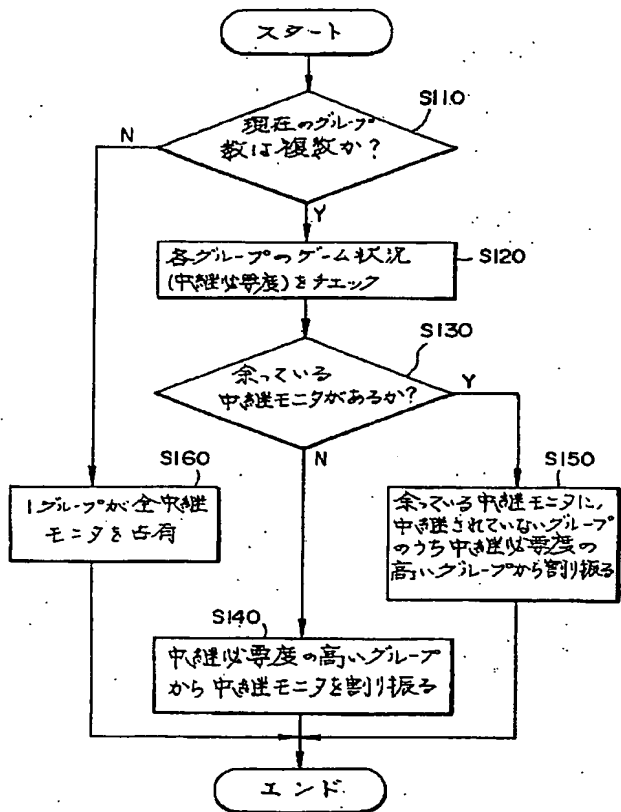 スタート
S110
現在のグループ
数は複数か?
N
Y
各グループのゲーム状況
(中継必要度)をチェック
S120
S130
余っている
中継モニタがあるか?
Y
N
S160
1グループが全中継
モニタを占有
S150
余っている中継モニタに,
中継されていないグループ
のうち中継必要度の
高いグループから割り振る
S140
中継必要度の高いグループ
から中継モニタを割り振る
エンド